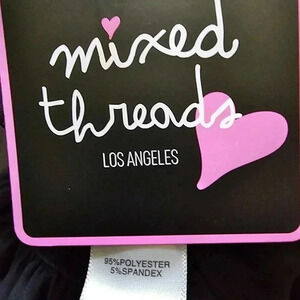 mixed
threads
LOS ANGELES
95%POLYESTER
5%SPANDEX